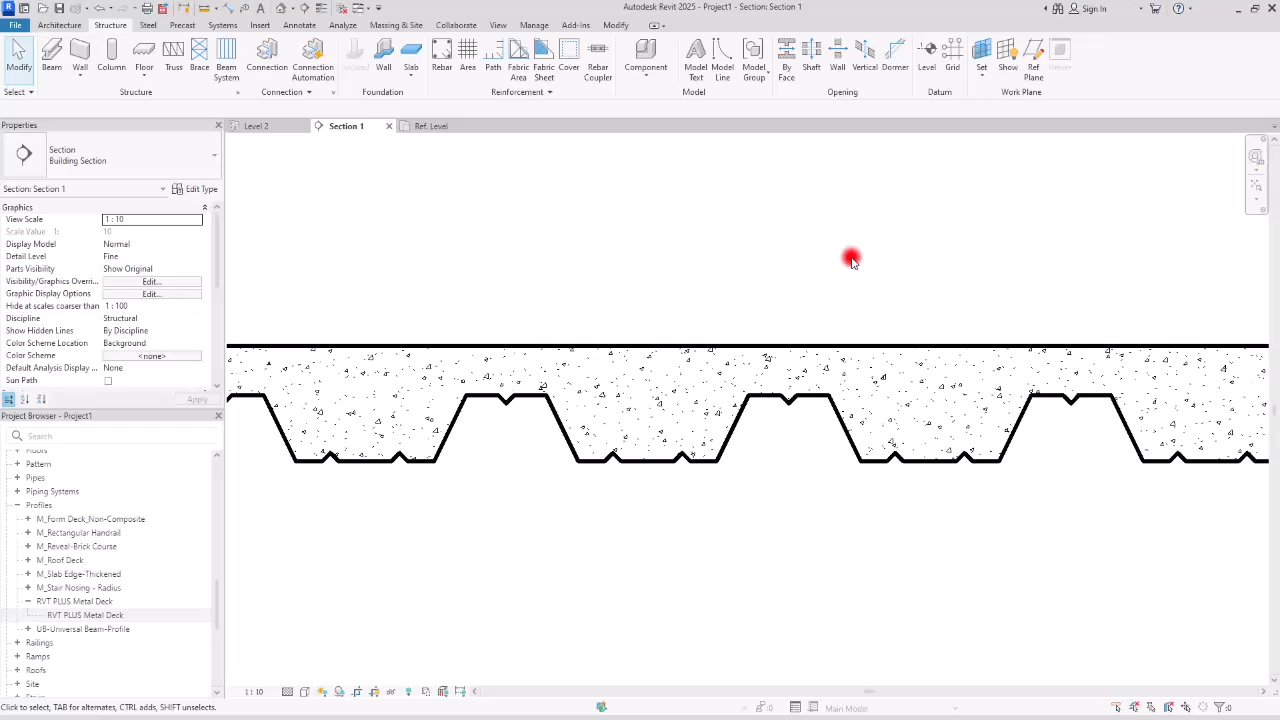 Autodesk Revit 2025 - Project1 - Section: Section 1
Sign In
File Architecture Structure Steel Precast Systems Insert Annotate Analyze Massing & Site Collaborate View Manage Add-Ins Modify
Modify Beam Wall Column Floor Truss Brace Beam System Connection Connection Automation Wall Slab Rebar Area Path Fabric Area Fabric Sheet Cover Rebar Coupler Component Model Text Model Line Model Group By Face Shaft Wall Vertical Dormer Level Grid Set Show Ref Plane
Select Structure Connection Foundation Reinforcement Model Opening Datum Work Plane
Properties
Level 2 Section 1 Ref. Level
Section
Building Section
Section: Section 1 Edit Type
Graphics
View Scale 1 : 10
Scale Value 1: 10
Display Model Normal
Detail Level Fine
Parts Visibility Show Original
Visibility/Graphics Overri... Edit...
Graphic Display Options Edit...
Hide at scales coarser than 1 : 100
Discipline Structural
Show Hidden Lines By Discipline
Color Scheme Location Background
Color Scheme <none>
Default Analysis Display ... None
Sun Path
Apply
Project Browser - Project1
Search
Pattern
Pipes
Piping Systems
Profiles
M_Form Deck_Non-Composite
M_Rectangular Handrail
M_Reveal-Brick Course
M_Roof Deck
M_Slab Edge-Thickened
M_Stair Nosing - Radius
RVT PLUS Metal Deck
RVT PLUS Metal Deck
UB-Universal Beam-Profile
Railings
Ramps
Roofs
Site
1 : 10
Click to select, TAB for alternates, CTRL adds, SHIFT unselects.
:0 Main Model :0